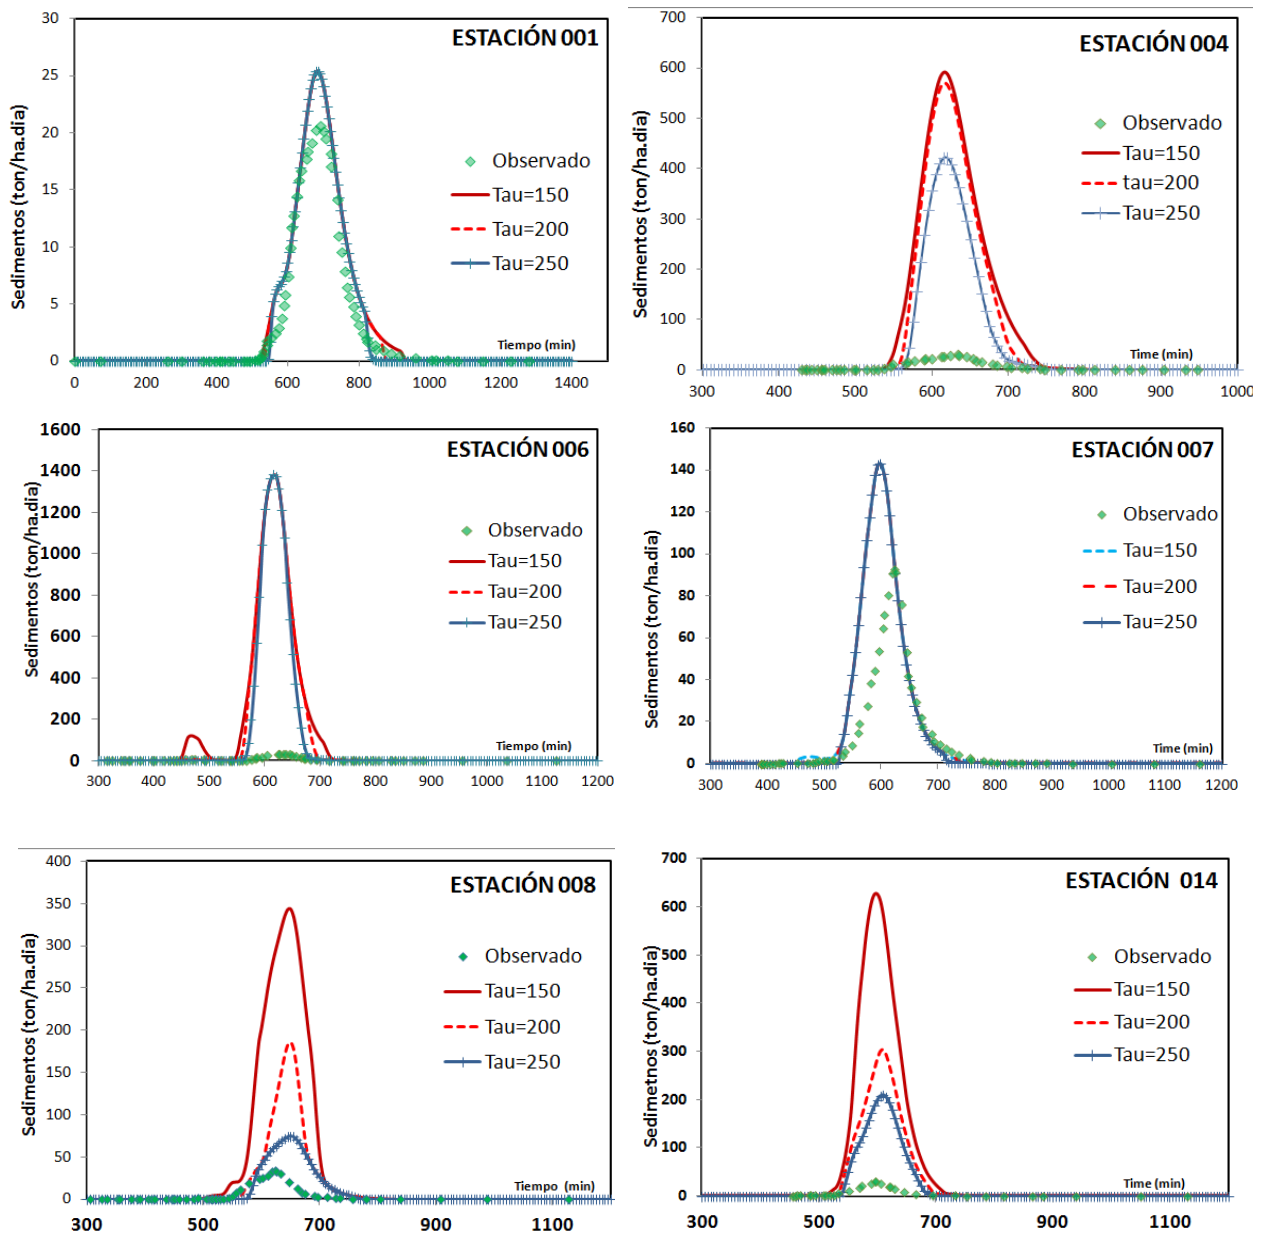 ESTACIÓN 001
Sedimentos (ton/ha.dia)
30
25
20
15
10
5
0
Observado
Tau=150
Tau=200
Tau=250
Tiempo (min)
0 200 400 600 800 1000 1200 1400
ESTACIÓN 004
Sedimentos (ton/ha.dia)
700
600
500
400
300
200
100
0
Observado
Tau=150
tau=200
Tau=250
Time (min)
300 400 500 600 700 800 900 1000
ESTACIÓN 006
Sedimentos (ton/ha.dia)
1600
1400
1200
1000
800
600
400
200
0
Observado
Tau=150
Tau=200
Tau=250
Tiempo (min)
300 400 500 600 700 800 900 1000 1100 1200
ESTACIÓN 007
Sedimentos (ton/ha.dia)
160
140
120
100
80
60
40
20
0
Observado
Tau=150
Tau=200
Tau=250
Time (min)
300 400 500 600 700 800 900 1000 1100 1200
ESTACIÓN 008
Sedimentos (ton/ha.dia)
400
350
300
250
200
150
100
50
0
Observado
Tau=150
Tau=200
Tau=250
Tiempo (min)
300 500 700 900 1100
ESTACIÓN 014
Sedimetnos (ton/ha.dia)
700
600
500
400
300
200
100
0
Observado
Tau=150
Tau=200
Tau=250
Time (min)
300 500 700 900 1100